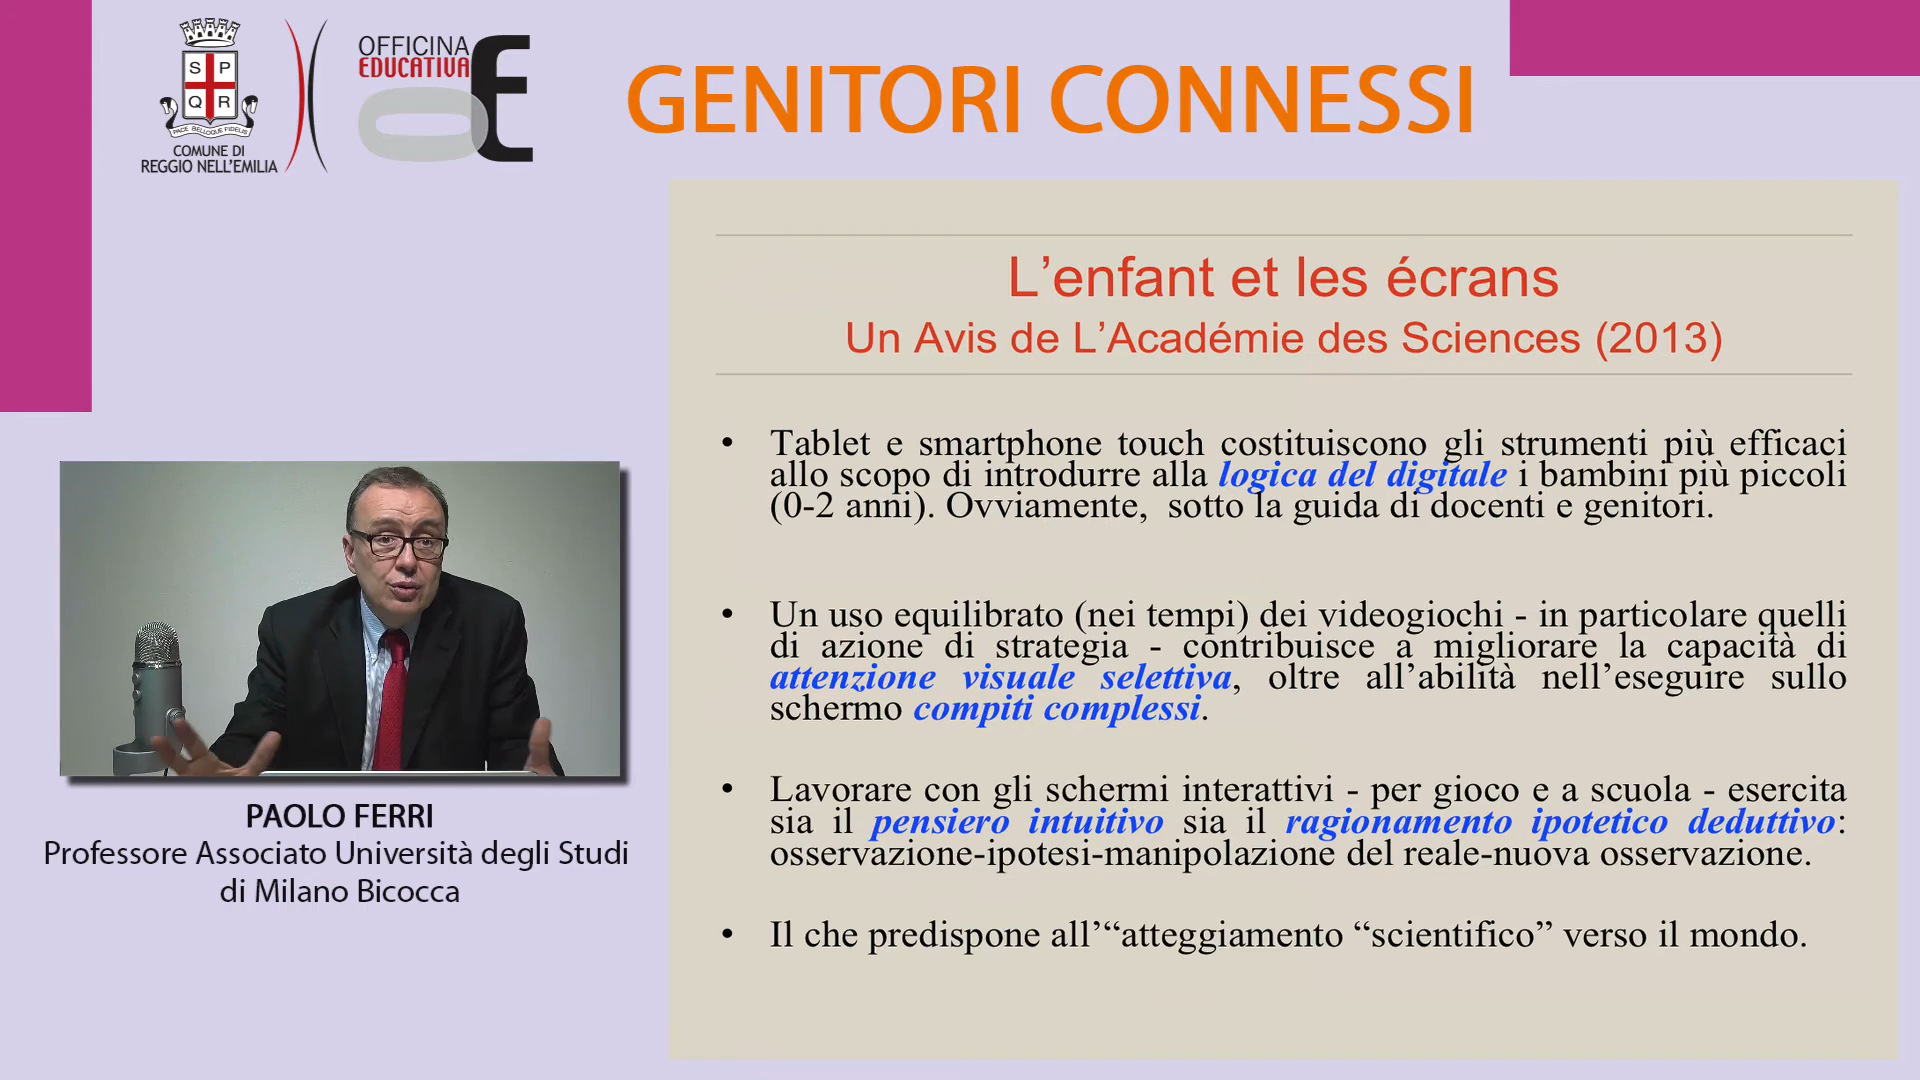 S P
Q R
PACE BELLOQUE FIDELIS
COMUNE DI
REGGIO NELL'EMILIA
OFFICINA
EDUCATIVA
GENITORI CONNESSI
L’enfant et les écrans
Un Avis de L’Académie des Sciences (2013)
• Tablet e smartphone touch costituiscono gli strumenti più efficaci
allo scopo di introdurre alla logica del digitale i bambini più piccoli
(0-2 anni). Ovviamente, sotto la guida di docenti e genitori.
• Un uso equilibrato (nei tempi) dei videogiochi - in particolare quelli
di azione di strategia - contribuisce a migliorare la capacità di
attenzione visuale selettiva, oltre all’abilità nell’eseguire sullo
schermo compiti complessi.
• Lavorare con gli schermi interattivi - per gioco e a scuola - esercita
sia il pensiero intuitivo sia il ragionamento ipotetico deduttivo:
osservazione-ipotesi-manipolazione del reale-nuova osservazione.
• Il che predispone all’“atteggiamento “scientifico” verso il mondo.
PAOLO FERRI
Professore Associato Università degli Studi
di Milano Bicocca